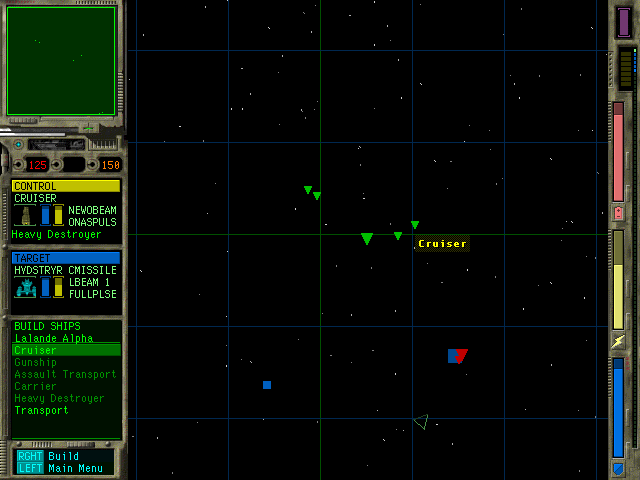 125 150
CONTROL
CRUISER
NEWOBEAM
ONASPULS
Heavy Destroyer
TARGET
HVDSTRYR CMISSILE
LBEAM 1
FULLPLSE
BUILD SHIPS
Lalande Alpha
Cruiser
Gunship
Assault Transport
Carrier
Heavy Destroyer
Transport
RGHT Build
LEFT Main Menu
Cruiser